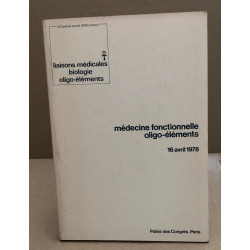 liaisons médicales
biologie
oligo-éléments
médecine fonctionnelle
oligo-éléments
16 avril 1978
Palais des Congrès. Paris